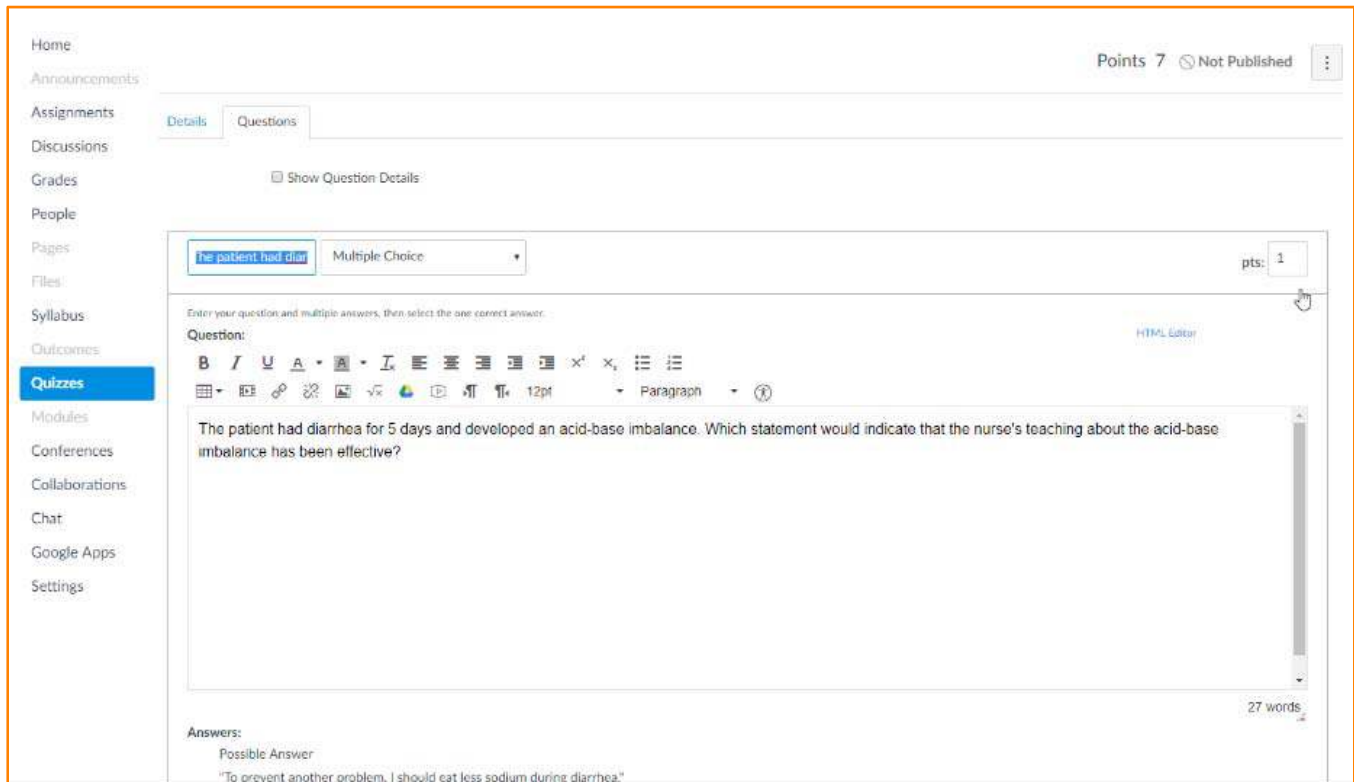 Home
Points 7 Not Published
Announcements
Assignments
Details Questions
Discussions
Show Question Details
Grades
People
Pages
The patient had diar Multiple Choice
pts: 1
Files
Syllabus
Enter your question and multiple answers, then select the one correct answer.
Question:
HTML Editor
Outcomes
Quizzes
12pt Paragraph
Modules
The patient had diarrhea for 5 days and developed an acid-base imbalance. Which statement would indicate that the nurse's teaching about the acid-base
imbalance has been effective?
Conferences
Collaborations
Chat
Google Apps
Settings
27 words
Answers:
Possible Answer
"To prevent another problem, I should eat less sodium during diarrhea."